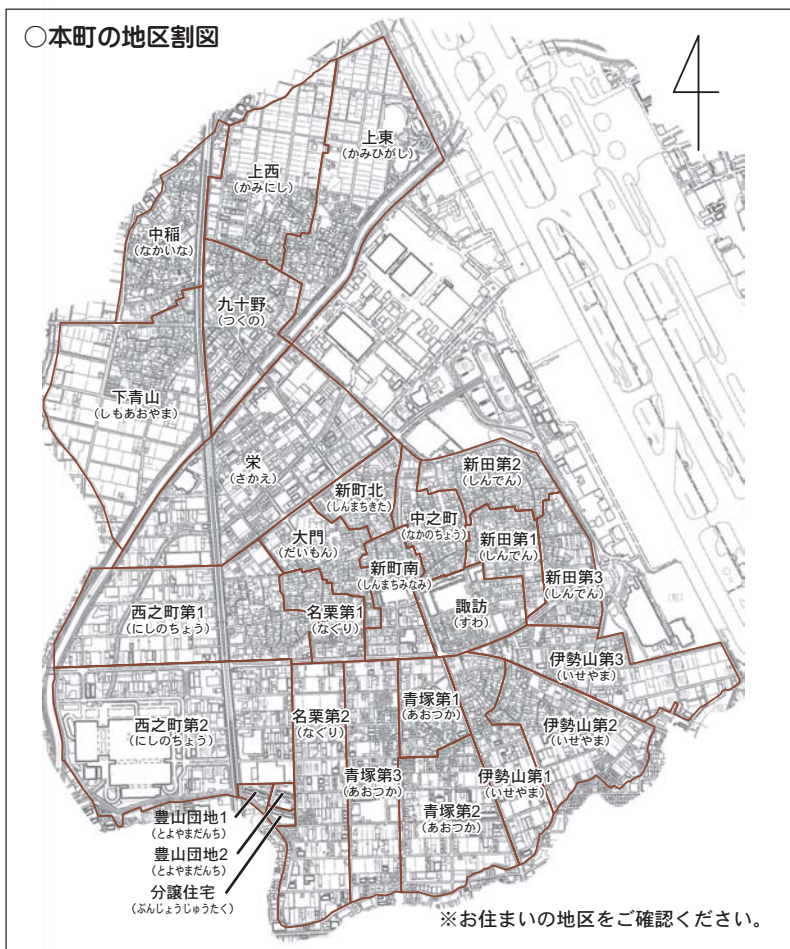 ○本町の地区割図
上東
(かみひがし)
上西
(かみにし)
中稲
(なかいな)
九十野
(つくの)
下青山
(しもあおやま)
栄
(さかえ)
新町北
(しんまちきた)
新田第2
(しんでん)
中之町
(なかのちょう)
大門
(だいもん)
新田第1
(しんでん)
新町南
(しんまちみなみ)
新田第3
(しんでん)
西之町第1
(にしのちょう)
名栗第1
(なぐり)
諏訪
(すわ)
伊勢山第3
(いせやま)
青塚第1
(あおつか)
名栗第2
(なぐり)
西之町第2
(にしのちょう)
伊勢山第2
(いせやま)
青塚第3
(あおつか)
伊勢山第1
(いせやま)
青塚第2
(あおつか)
豊山団地1
(とよやまだんち)
豊山団地2
(とよやまだんち)
分譲住宅
(ぶんじょうじゅうたく)
※お住まいの地区をご確認ください。